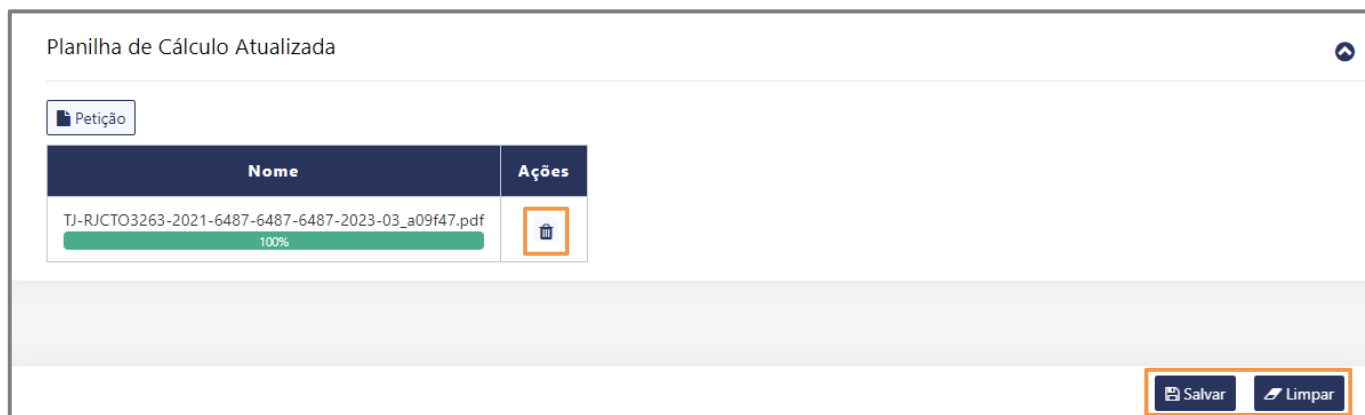 Planilha de Cálculo Atualizada
Petição
Nome Ações
TJ-RJCTO3263-2021-6487-6487-6487-2023-03_a09f47.pdf
100%
Salvar Limpar